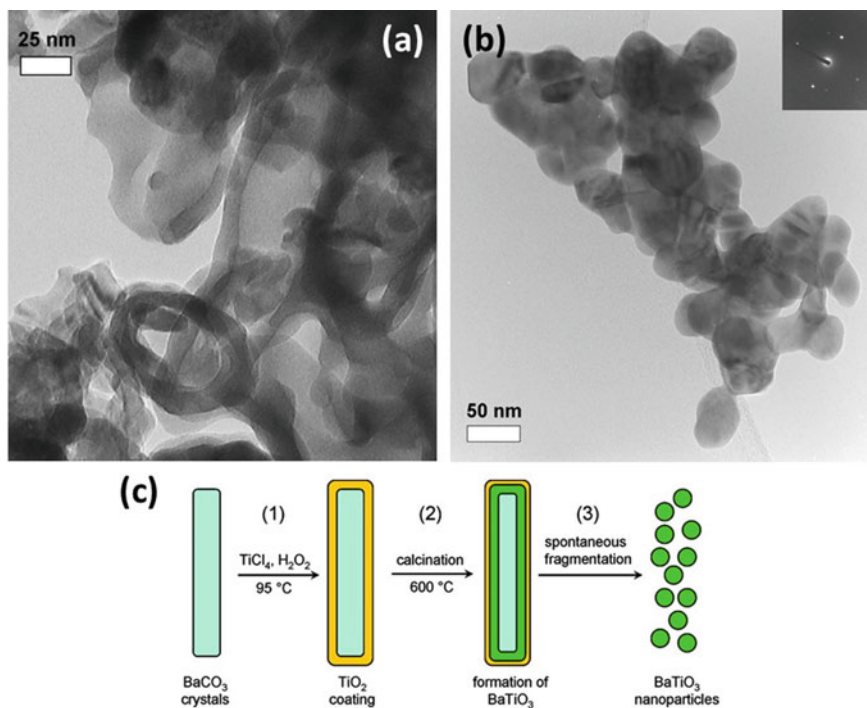 25 nm
(a)
(b)
50 nm
(c)
(1)
(2)
(3)
TiCl₄, H₂O₂
95 °C
calcination
600 °C
spontaneous
fragmentation
BaCO₃
crystals
TiO₂
coating
formation of
BaTiO₃
BaTiO₃
nanoparticles